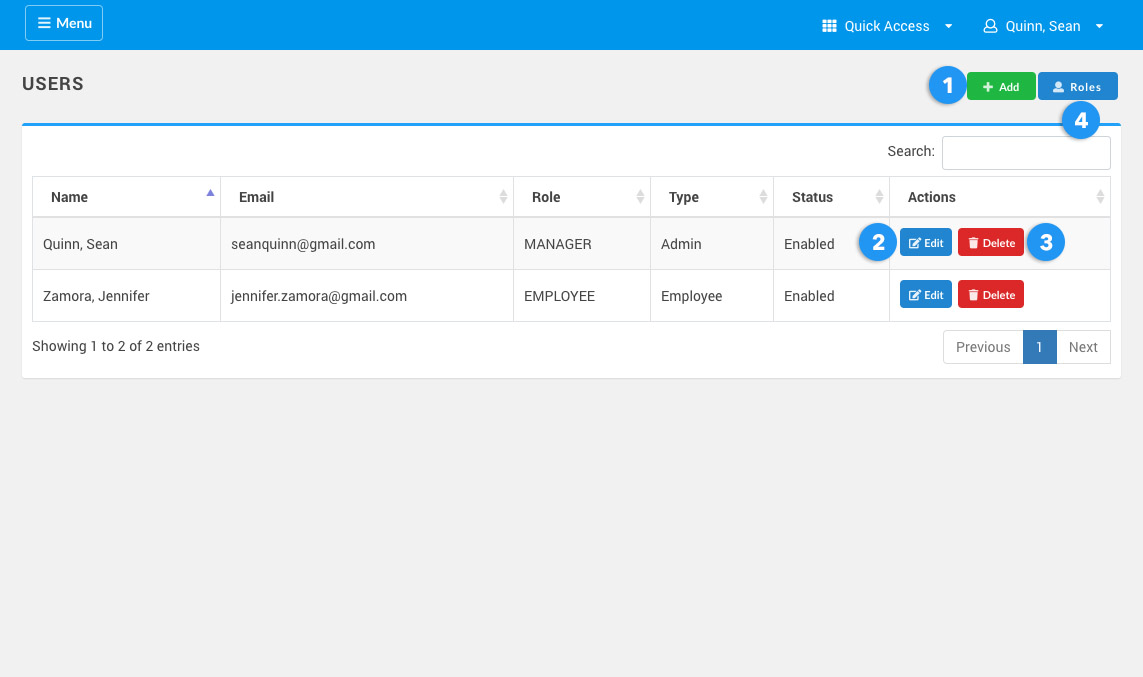 Menu Quick Access Quinn, Sean
USERS 1 Add Roles
4
Search:
Name Email Role Type Status Actions
Quinn, Sean seanquinn@gmail.com MANAGER Admin Enabled 2 Edit Delete 3
Zamora, Jennifer jennifer.zamora@gmail.com EMPLOYEE Employee Enabled Edit Delete
Showing 1 to 2 of 2 entries Previous 1 Next